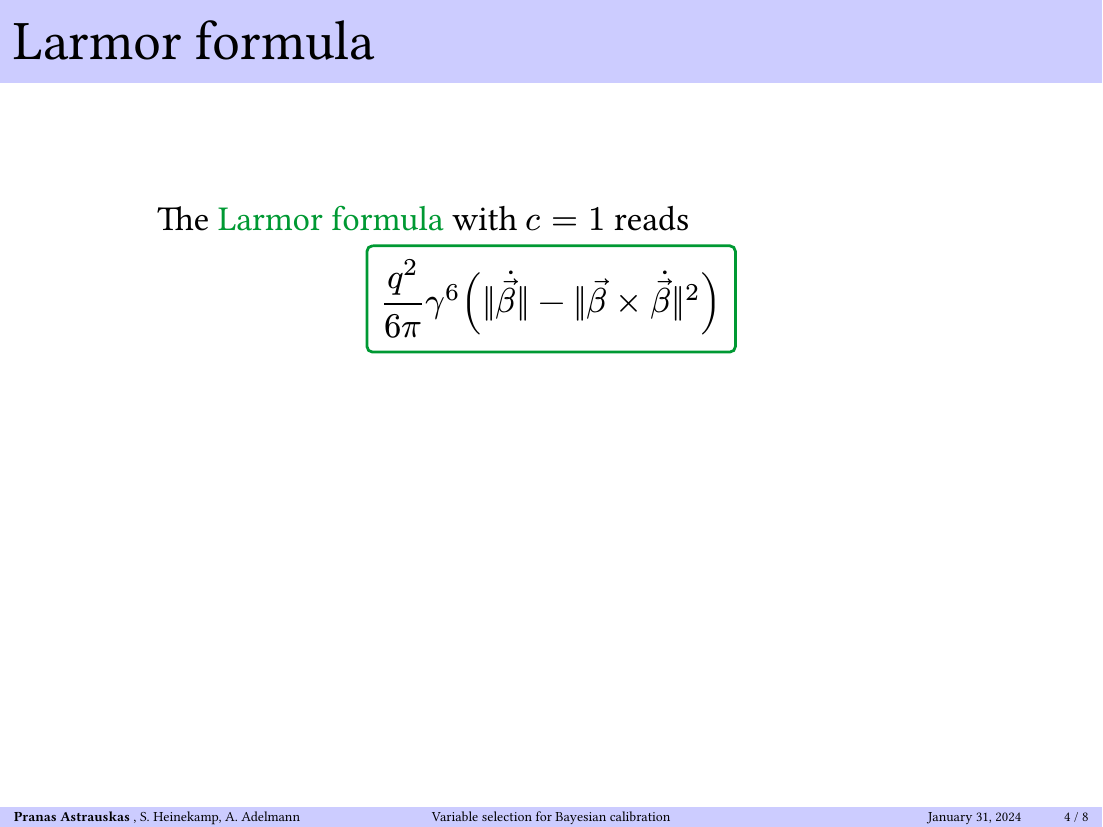 Larmor formula
The Larmor formula with c = 1 reads
\frac{q^2}{6\pi} \gamma^6 \left( \|\dot{\vec{\beta}}\| - \|\vec{\beta} \times \dot{\vec{\beta}}\|^2 \right)
Pranas Astrauskas , S. Heinekamp, A. Adelmann
Variable selection for Bayesian calibration
January 31, 2024
4 / 8